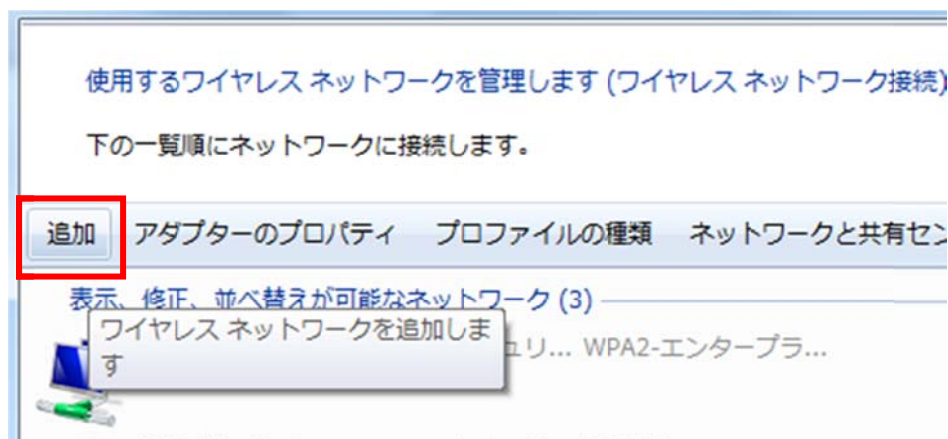 使用するワイヤレス ネットワークを管理します (ワイヤレス ネットワーク接続)
下の一覧順にネットワークに接続します。
追加 アダプターのプロパティ プロファイルの種類 ネットワークと共有セン
表示、修正、並べ替えが可能なネットワーク (3)
ワイヤレス ネットワークを追加しま
す
ュリ... WPA2-エンタープラ...